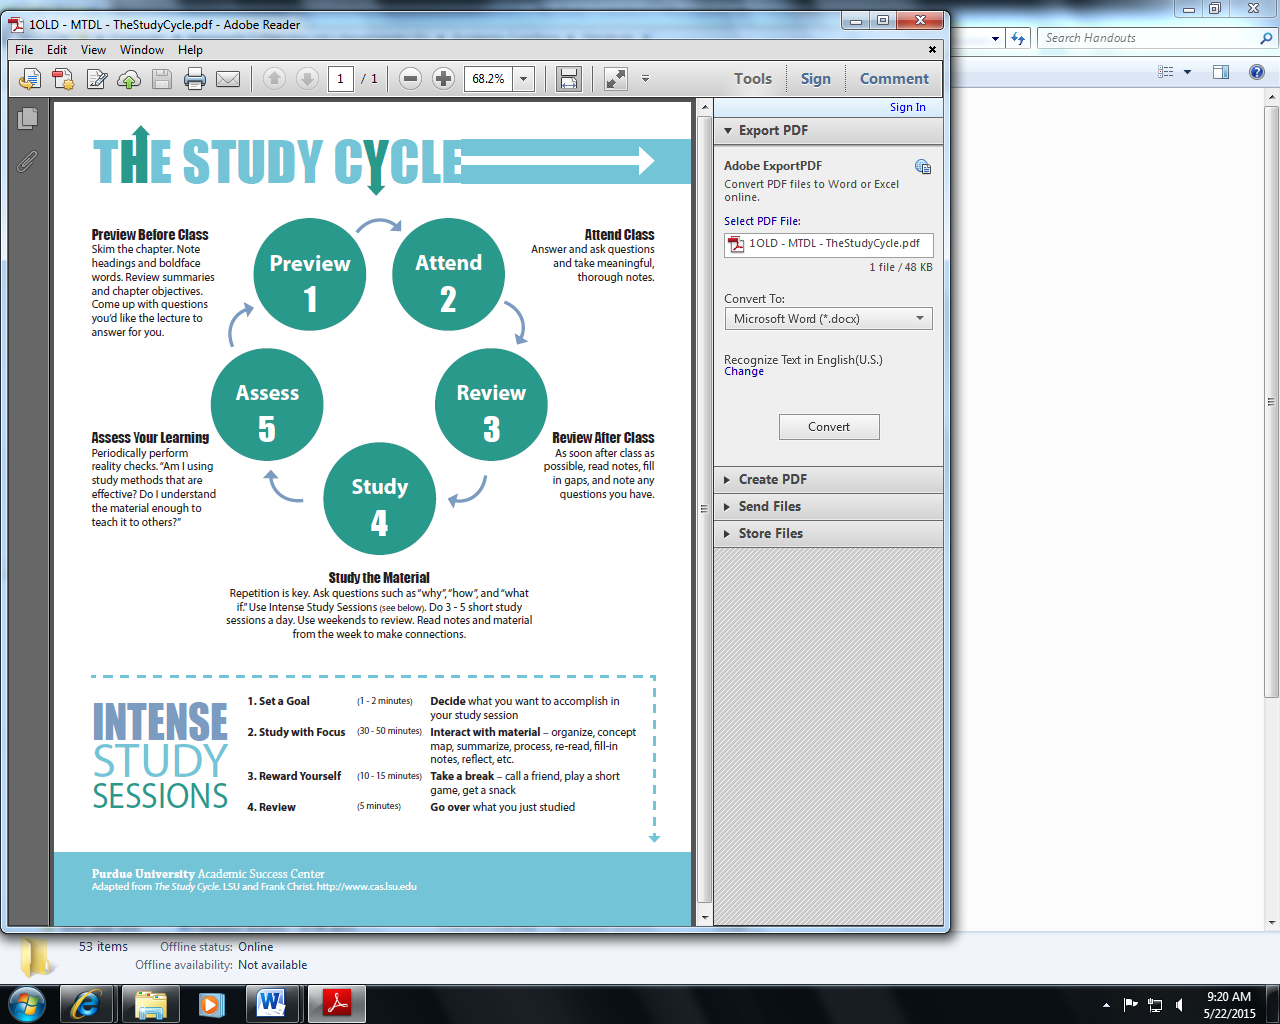 1OLD - MTDL - TheStudyCycle.pdf - Adobe Reader
File Edit View Window Help
Search Handouts
1 / 1
68.2%
Tools Sign Comment
Sign In
THE STUDY CYCLE
Preview Before Class
Skim the chapter. Note
headings and boldface
words. Review summaries
and chapter objectives.
Come up with questions
you'd like the lecture to
answer for you.
Preview
1
Attend
2
Attend Class
Answer and ask questions
and take meaningful,
thorough notes.
Assess
5
Review
3
Assess Your Learning
Periodically perform
reality checks. “Am I using
study methods that are
effective? Do I understand
the material enough to
teach it to others?”
Review After Class
As soon after class as
possible, read notes, fill
in gaps, and note any
questions you have.
Study
4
Study the Material
Repetition is key. Ask questions such as “why”, “how”, and “what
if.” Use Intense Study Sessions (see below). Do 3 - 5 short study
sessions a day. Use weekends to review. Read notes and material
from the week to make connections.
INTENSE
STUDY
SESSIONS
1. Set a Goal (1 - 2 minutes) Decide what you want to accomplish in
your study session
2. Study with Focus (30 - 50 minutes) Interact with material – organize, concept
map, summarize, process, re-read, fill-in
notes, reflect, etc.
3. Reward Yourself (10 - 15 minutes) Take a break – call a friend, play a short
game, get a snack
4. Review (5 minutes) Go over what you just studied
Purdue University Academic Success Center
Adapted from The Study Cycle. LSU and Frank Christ. http://www.cas.lsu.edu
Export PDF
Adobe ExportPDF
Convert PDF files to Word or Excel
online.
Select PDF File:
1OLD - MTDL - TheStudyCycle.pdf
1 file / 48 KB
Convert To:
Microsoft Word (*.docx)
Recognize Text in English(U.S.)
Change
Convert
Create PDF
Send Files
Store Files
53 items Offline status: Online
Offline availability: Not available
9:20 AM
5/22/2015